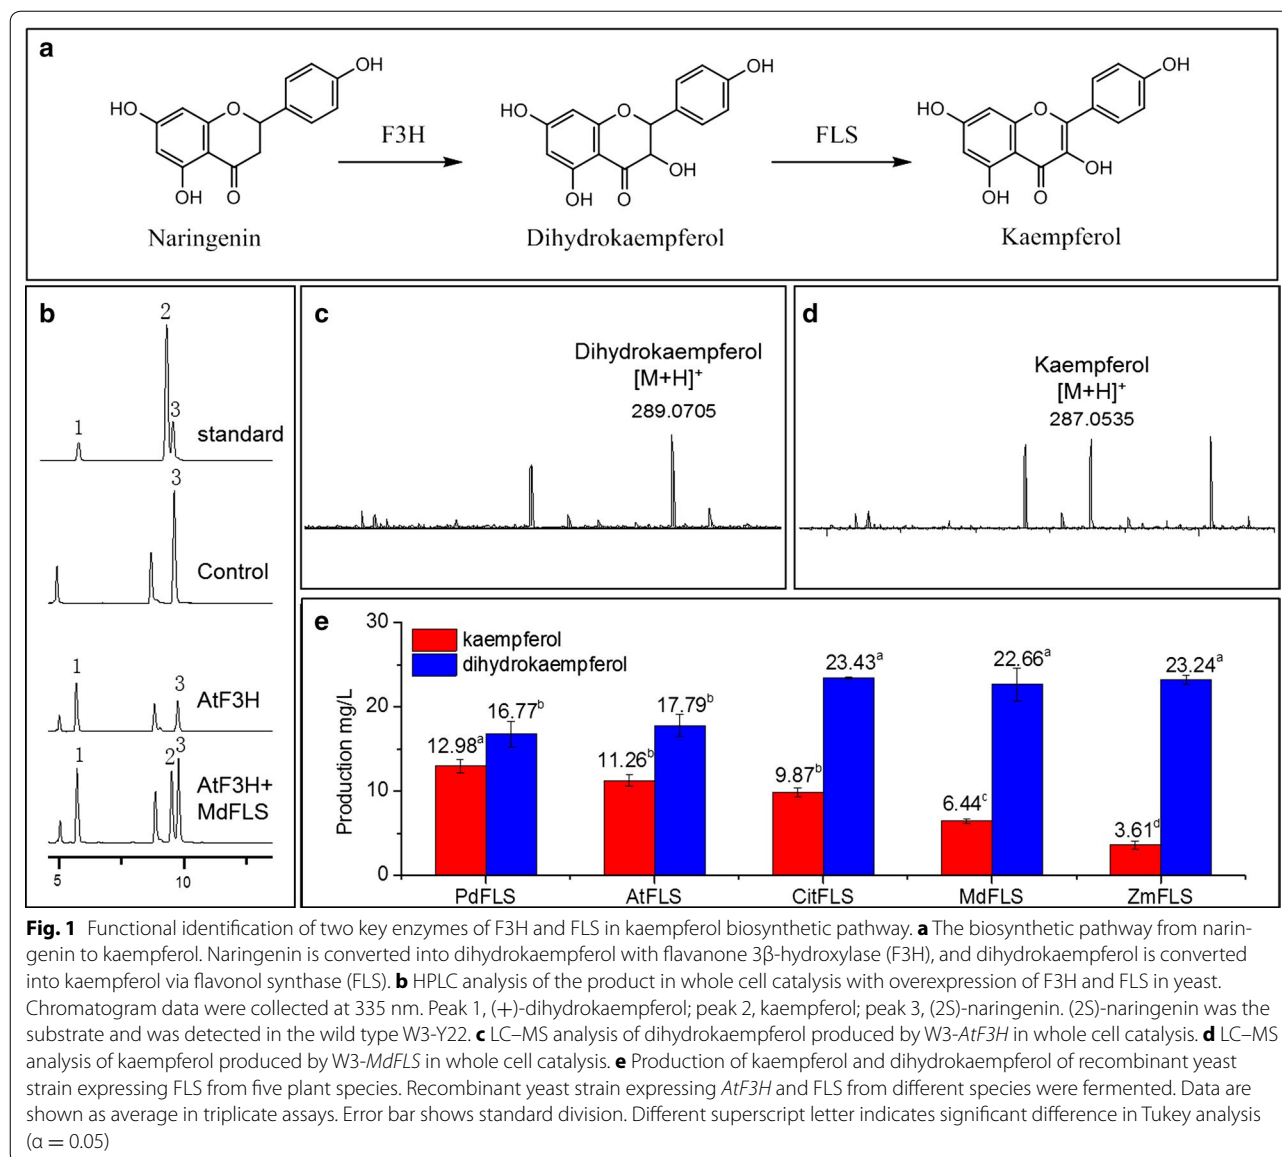 a
OH
HO
O
OH
O
F3H
OH
HO
O
OH
OH
O
FLS
OH
HO
O
OH
OH
O
Naringenin
Dihydrokaempferol
Kaempferol
b
2
3
1
standard
3
Control
1
3
AtF3H
1
2
3
AtF3H+
MdFLS
5
10
c
Dihydrokaempferol
[M+H]⁺
289.0705
d
Kaempferol
[M+H]⁺
287.0535
e
30
20
10
0
Production mg/L
kaempferol
dihydrokaempferol
12.98ᵃ
16.77ᵇ
11.26ᵇ
17.79ᵇ
9.87ᵇ
23.43ᵃ
6.44ᶜ
22.66ᵃ
3.61ᵈ
23.24ᵃ
PdFLS
AtFLS
CitFLS
MdFLS
ZmFLS
Fig. 1 Functional identification of two key enzymes of F3H and FLS in kaempferol biosynthetic pathway. a The biosynthetic pathway from narin-
genin to kaempferol. Naringenin is converted into dihydrokaempferol with flavanone 3β-hydroxylase (F3H), and dihydrokaempferol is converted
into kaempferol via flavonol synthase (FLS). b HPLC analysis of the product in whole cell catalysis with overexpression of F3H and FLS in yeast.
Chromatogram data were collected at 335 nm. Peak 1, (+)-dihydrokaempferol; peak 2, kaempferol; peak 3, (2S)-naringenin. (2S)-naringenin was the
substrate and was detected in the wild type W3-Y22. c LC–MS analysis of dihydrokaempferol produced by W3-AtF3H in whole cell catalysis. d LC–MS
analysis of kaempferol produced by W3-MdFLS in whole cell catalysis. e Production of kaempferol and dihydrokaempferol of recombinant yeast
strain expressing FLS from five plant species. Recombinant yeast strain expressing AtF3H and FLS from different species were fermented. Data are
shown as average in triplicate assays. Error bar shows standard division. Different superscript letter indicates significant difference in Tukey analysis
(α = 0.05)